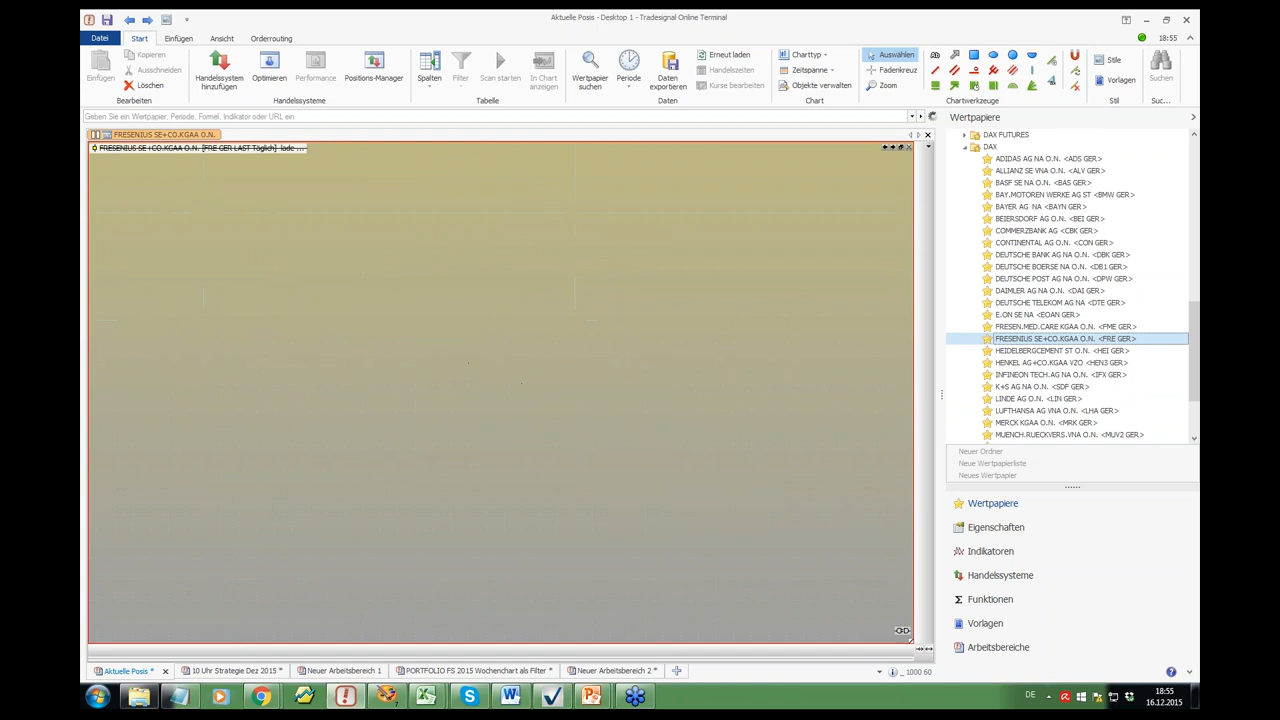 Aktuelle Posis - Desktop 1 - Tradesignal Online Terminal
18:55
Datei Start Einfügen Ansicht Orderrouting
Einfügen
Kopieren
Ausschneiden
Löschen
Bearbeiten
Handelssystem hinzufügen
Optimieren
Performance
Positions-Manager
Handelssysteme
Spalten
Filter
Scan starten
In Chart anzeigen
Tabelle
Wertpapier suchen
Periode
Daten exportieren
Erneut laden
Handelszeiten
Kurse bearbeiten
Daten
Charttyp
Zeitspanne
Objekte verwalten
Chart
Auswählen
Fadenkreuz
Zoom
Chartwerkzeuge
Stile
Vorlagen
Stil
Suchen
Suc...
Geben Sie ein Wertpapier, Periode, Formel, Indikator oder URL ein
FRESENIUS SE+CO.KGAA O.N.
FRESENIUS SE+CO.KGAA O.N. [FRE GER LAST Täglich] lade ...
Wertpapiere
DAX FUTURES
DAX
ADIDAS AG NA O.N. <ADS GER>
ALLIANZ SE VNA O.N. <ALV GER>
BASF SE NA O.N. <BAS GER>
BAY.MOTOREN WERKE AG ST <BMW GER>
BAYER AG NA <BAYN GER>
BEIERSDORF AG O.N. <BEI GER>
COMMERZBANK AG <CBK GER>
CONTINENTAL AG O.N. <CON GER>
DEUTSCHE BANK AG NA O.N. <DBK GER>
DEUTSCHE BOERSE NA O.N. <DB1 GER>
DEUTSCHE POST AG NA O.N. <DPW GER>
DAIMLER AG NA O.N. <DAI GER>
DEUTSCHE TELEKOM AG NA <DTE GER>
E.ON SE NA <EOAN GER>
FRESEN.MED.CARE KGAA O.N. <FME GER>
FRESENIUS SE+CO.KGAA O.N. <FRE GER>
HEIDELBERGCEMENT ST O.N. <HEI GER>
HENKEL AG+CO.KGAA VZO <HEN3 GER>
INFINEON TECH.AG NA O.N. <IFX GER>
K+S AG NA O.N. <SDF GER>
LINDE AG O.N. <LIN GER>
LUFTHANSA AG VNA O.N. <LHA GER>
MERCK KGAA O.N. <MRK GER>
MUENCH.RUECKVERS.VNA O.N. <MUV2 GER>
Neuer Ordner
Neue Wertpapierliste
Neues Wertpapier
Wertpapiere
Eigenschaften
Indikatoren
Handelssysteme
Funktionen
Vorlagen
Arbeitsbereiche
Aktuelle Posis * 10 Uhr Strategie Dez 2015 * Neuer Arbeitsbereich 1 PORTFOLIO FS 2015 Wochenchart als Filter * Neuer Arbeitsbereich 2 *
1000 60
DE
18:55
16.12.2015